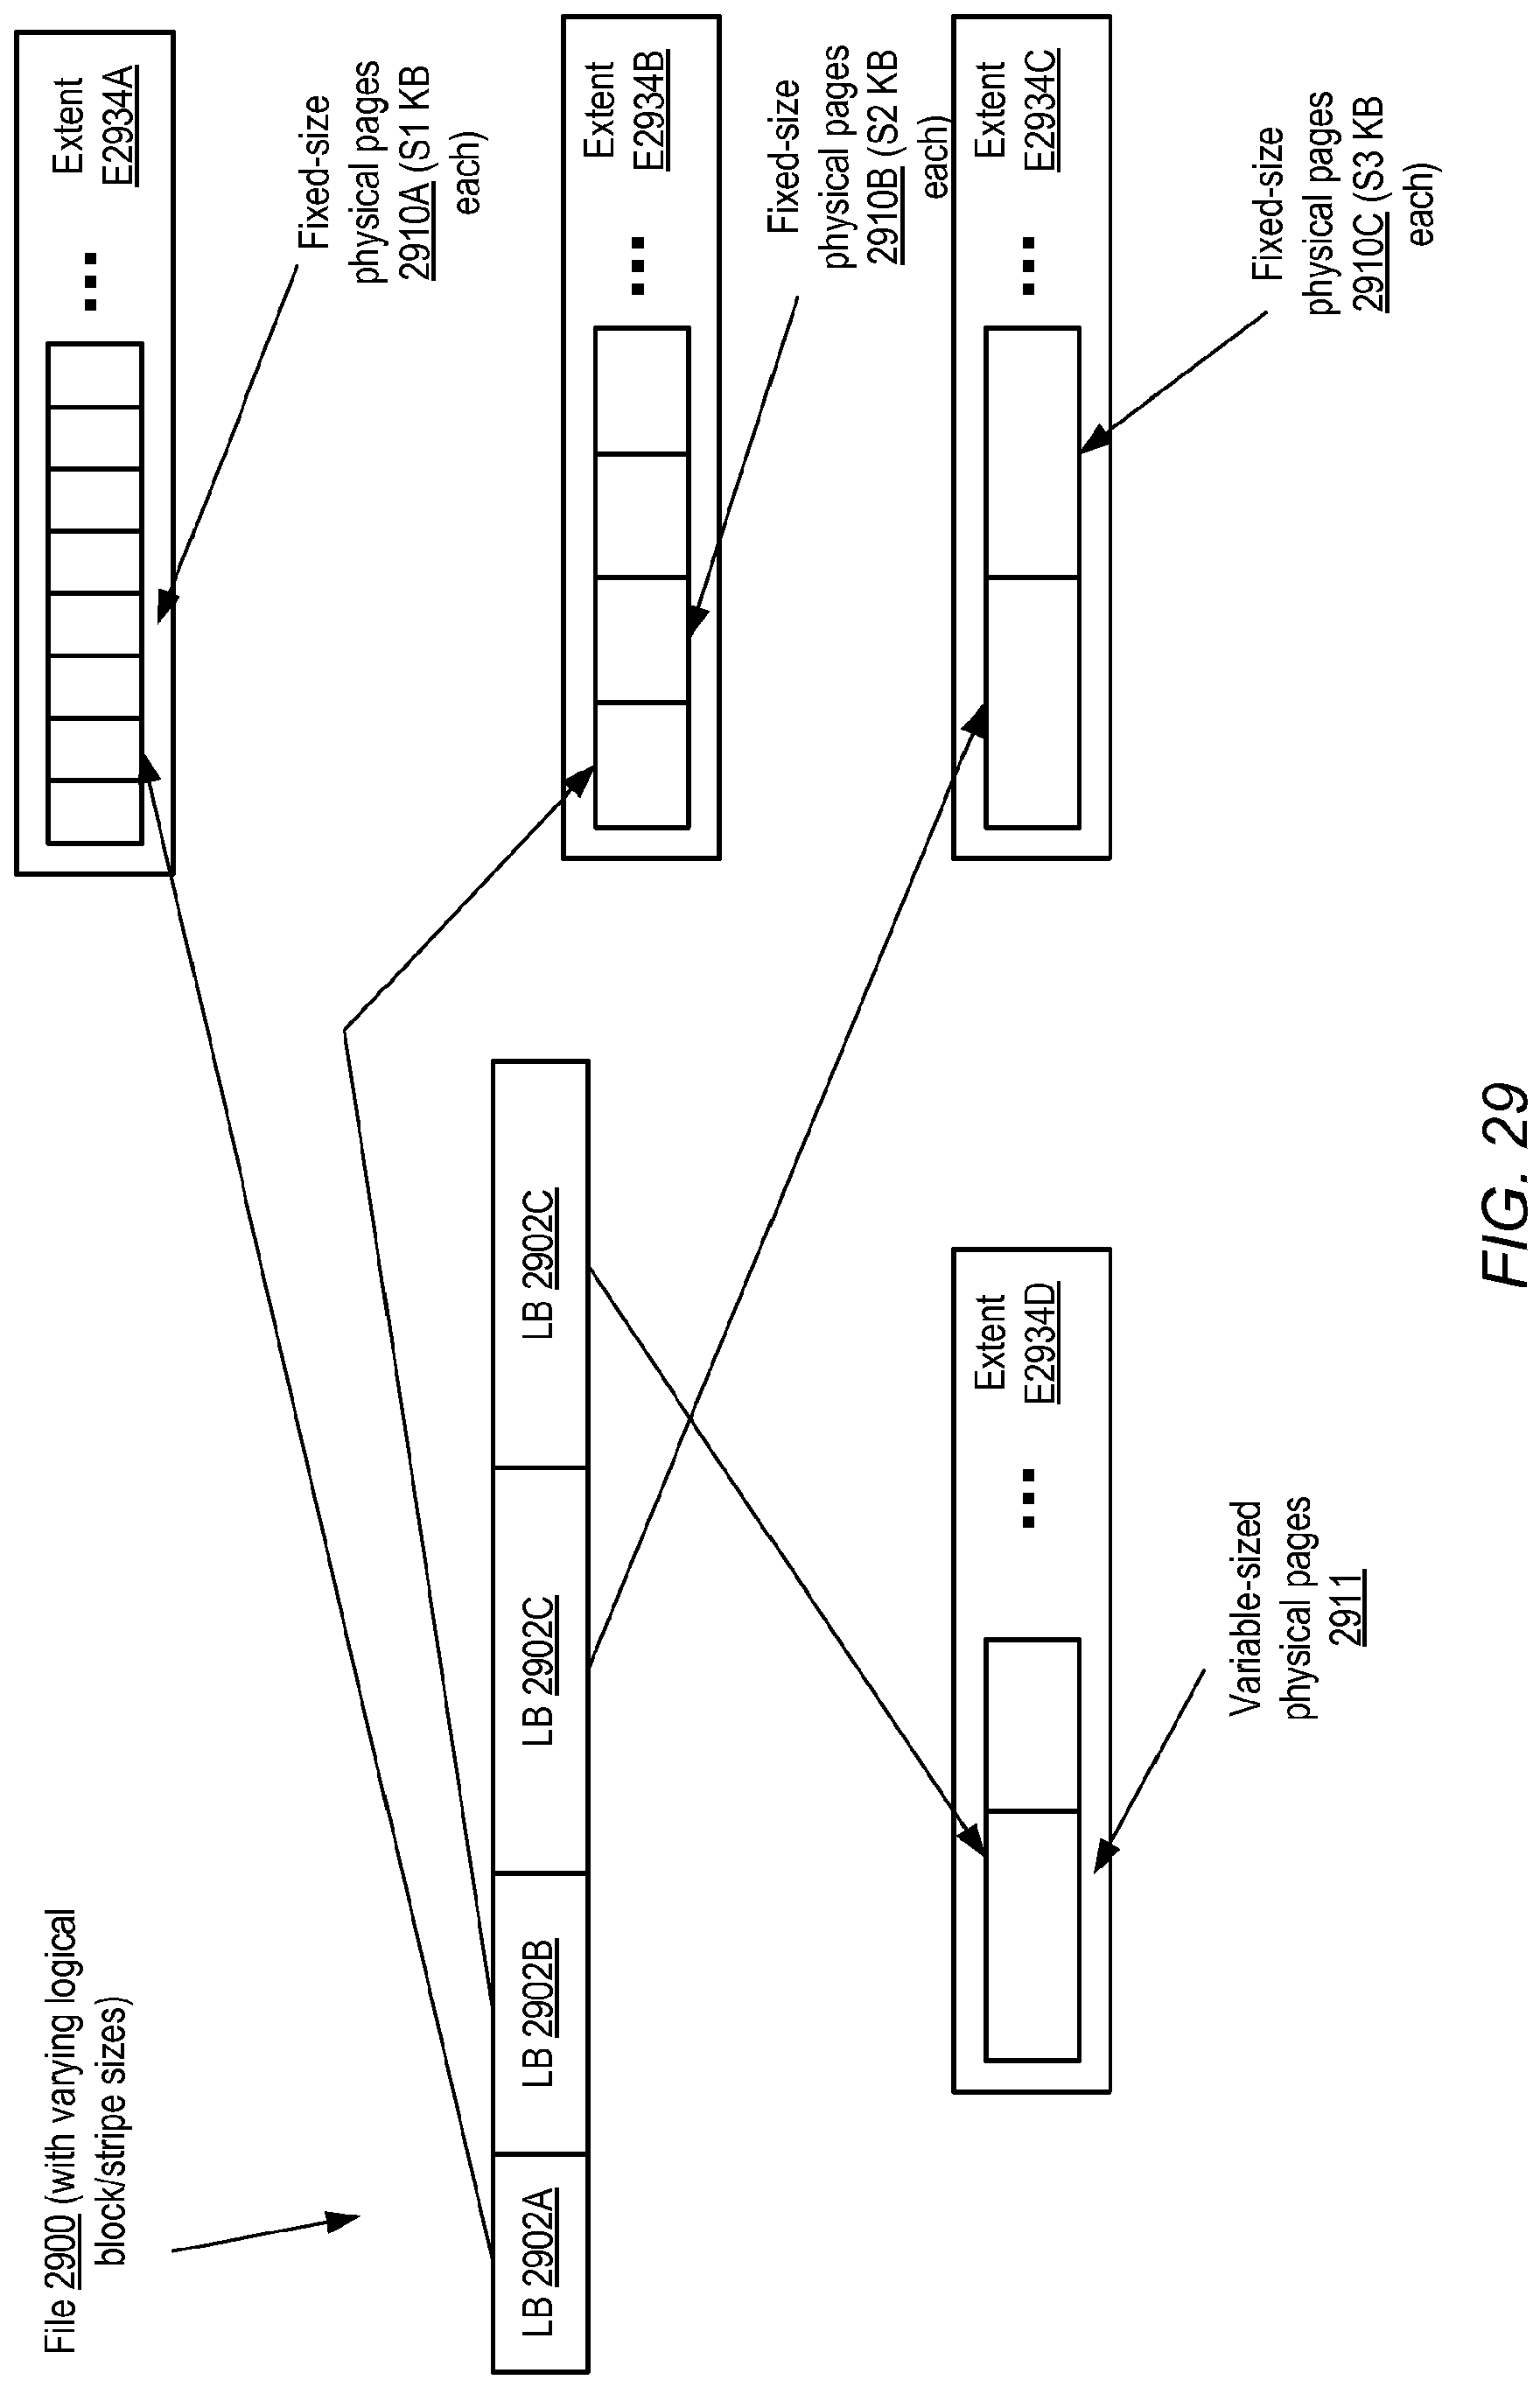 File 2900 (with varying logical
block/stripe sizes)
LB 2902A
LB 2902B
LB 2902C
LB 2902C
Extent
E2934A
Fixed-size
physical pages
2910A (S1 KB
each)
Extent
E2934B
Fixed-size
physical pages
2910B (S2 KB
each)
Extent
E2934C
Fixed-size
physical pages
2910C (S3 KB
each)
Extent
E2934D
Variable-sized
physical pages
2911
FIG. 29